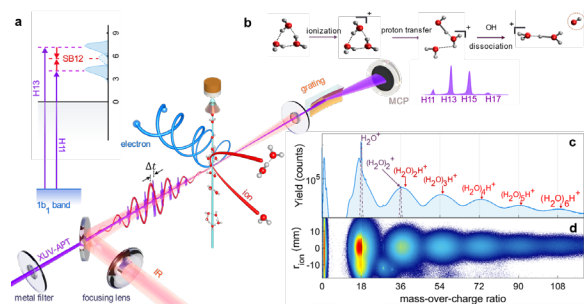 a
9
6
3
0
SB12
H13
H11
1b1 band
electron
Δt
ion
XUV-APT
IR
metal filter
focusing lens
b
ionization
+
proton transfer
+
OH
dissociation
+
grating
MCP
H11 H13 H15 H17
c
Yield (counts)
10^5
H2O+
(H2O)2+
(H2O)2H+
(H2O)3H+
(H2O)4H+
(H2O)5H+
(H2O)6H+
d
r ion (mm)
10
0
-10
0 18 36 54 72 90 108
mass-over-charge ratio